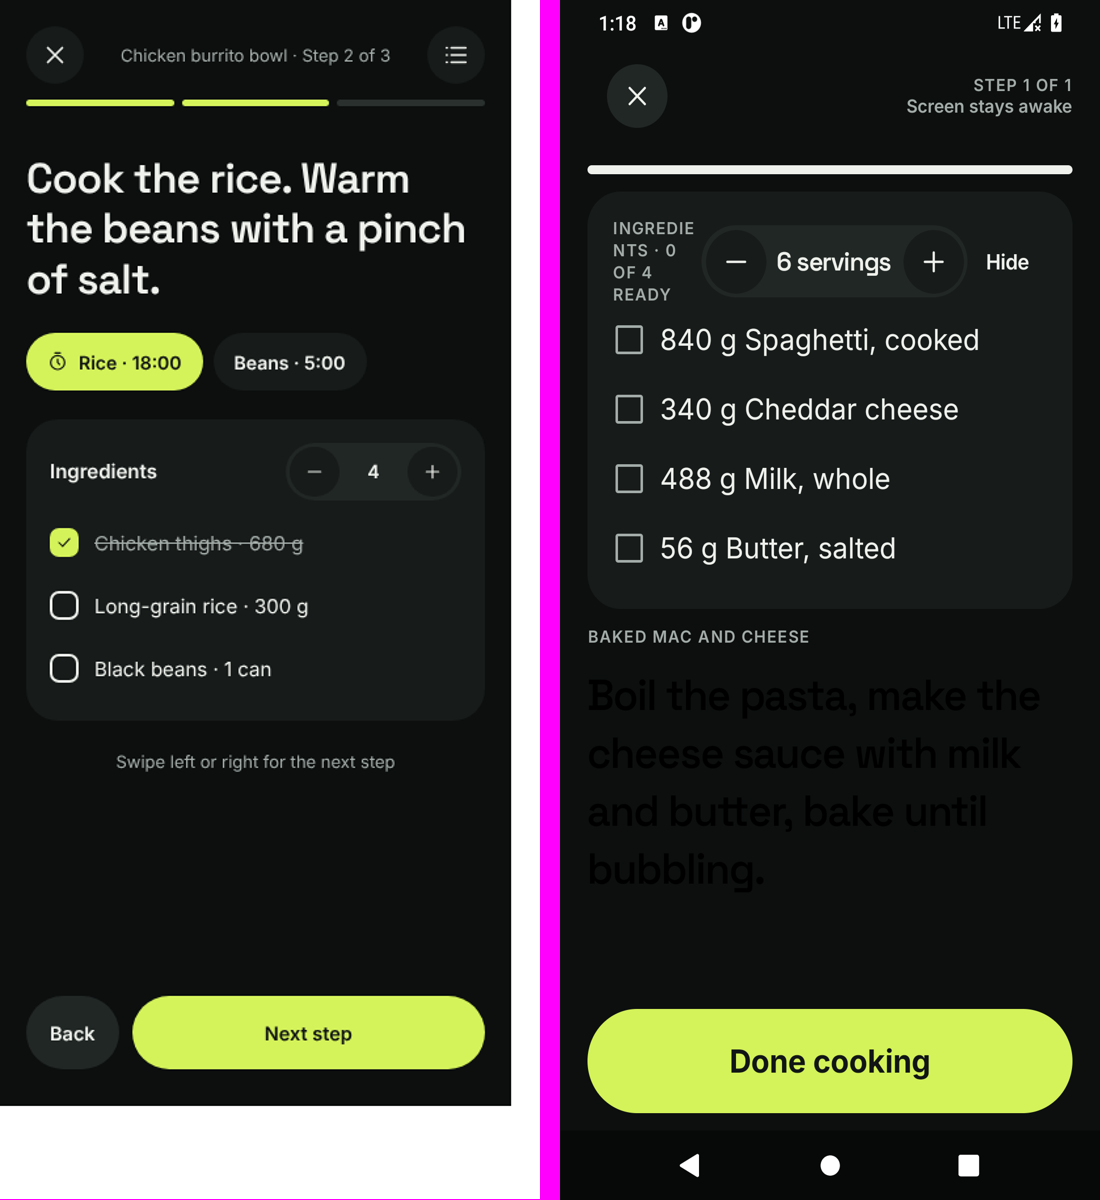 Chicken burrito bowl · Step 2 of 3
Cook the rice. Warm
the beans with a pinch
of salt.
Rice · 18:00
Beans · 5:00
Ingredients
4
Chicken thighs · 680 g
Long-grain rice · 300 g
Black beans · 1 can
Swipe left or right for the next step
Back
Next step
1:18
A
LTE
STEP 1 OF 1
Screen stays awake
INGREDIE
NTS · 0
OF 4
READY
6 servings
Hide
840 g Spaghetti, cooked
340 g Cheddar cheese
488 g Milk, whole
56 g Butter, salted
BAKED MAC AND CHEESE
Boil the pasta, make the
cheese sauce with milk
and butter, bake until
bubbling.
Done cooking